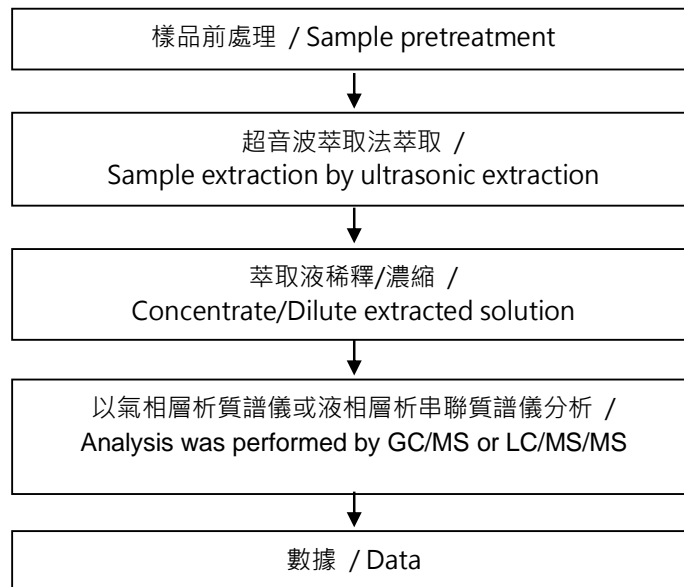 樣品前處理 / Sample pretreatment
超音波萃取法萃取 /
Sample extraction by ultrasonic extraction
萃取液稀釋/濃縮 /
Concentrate/Dilute extracted solution
以氣相層析質譜儀或液相層析串聯質譜儀分析 /
Analysis was performed by GC/MS or LC/MS/MS
數據 / Data